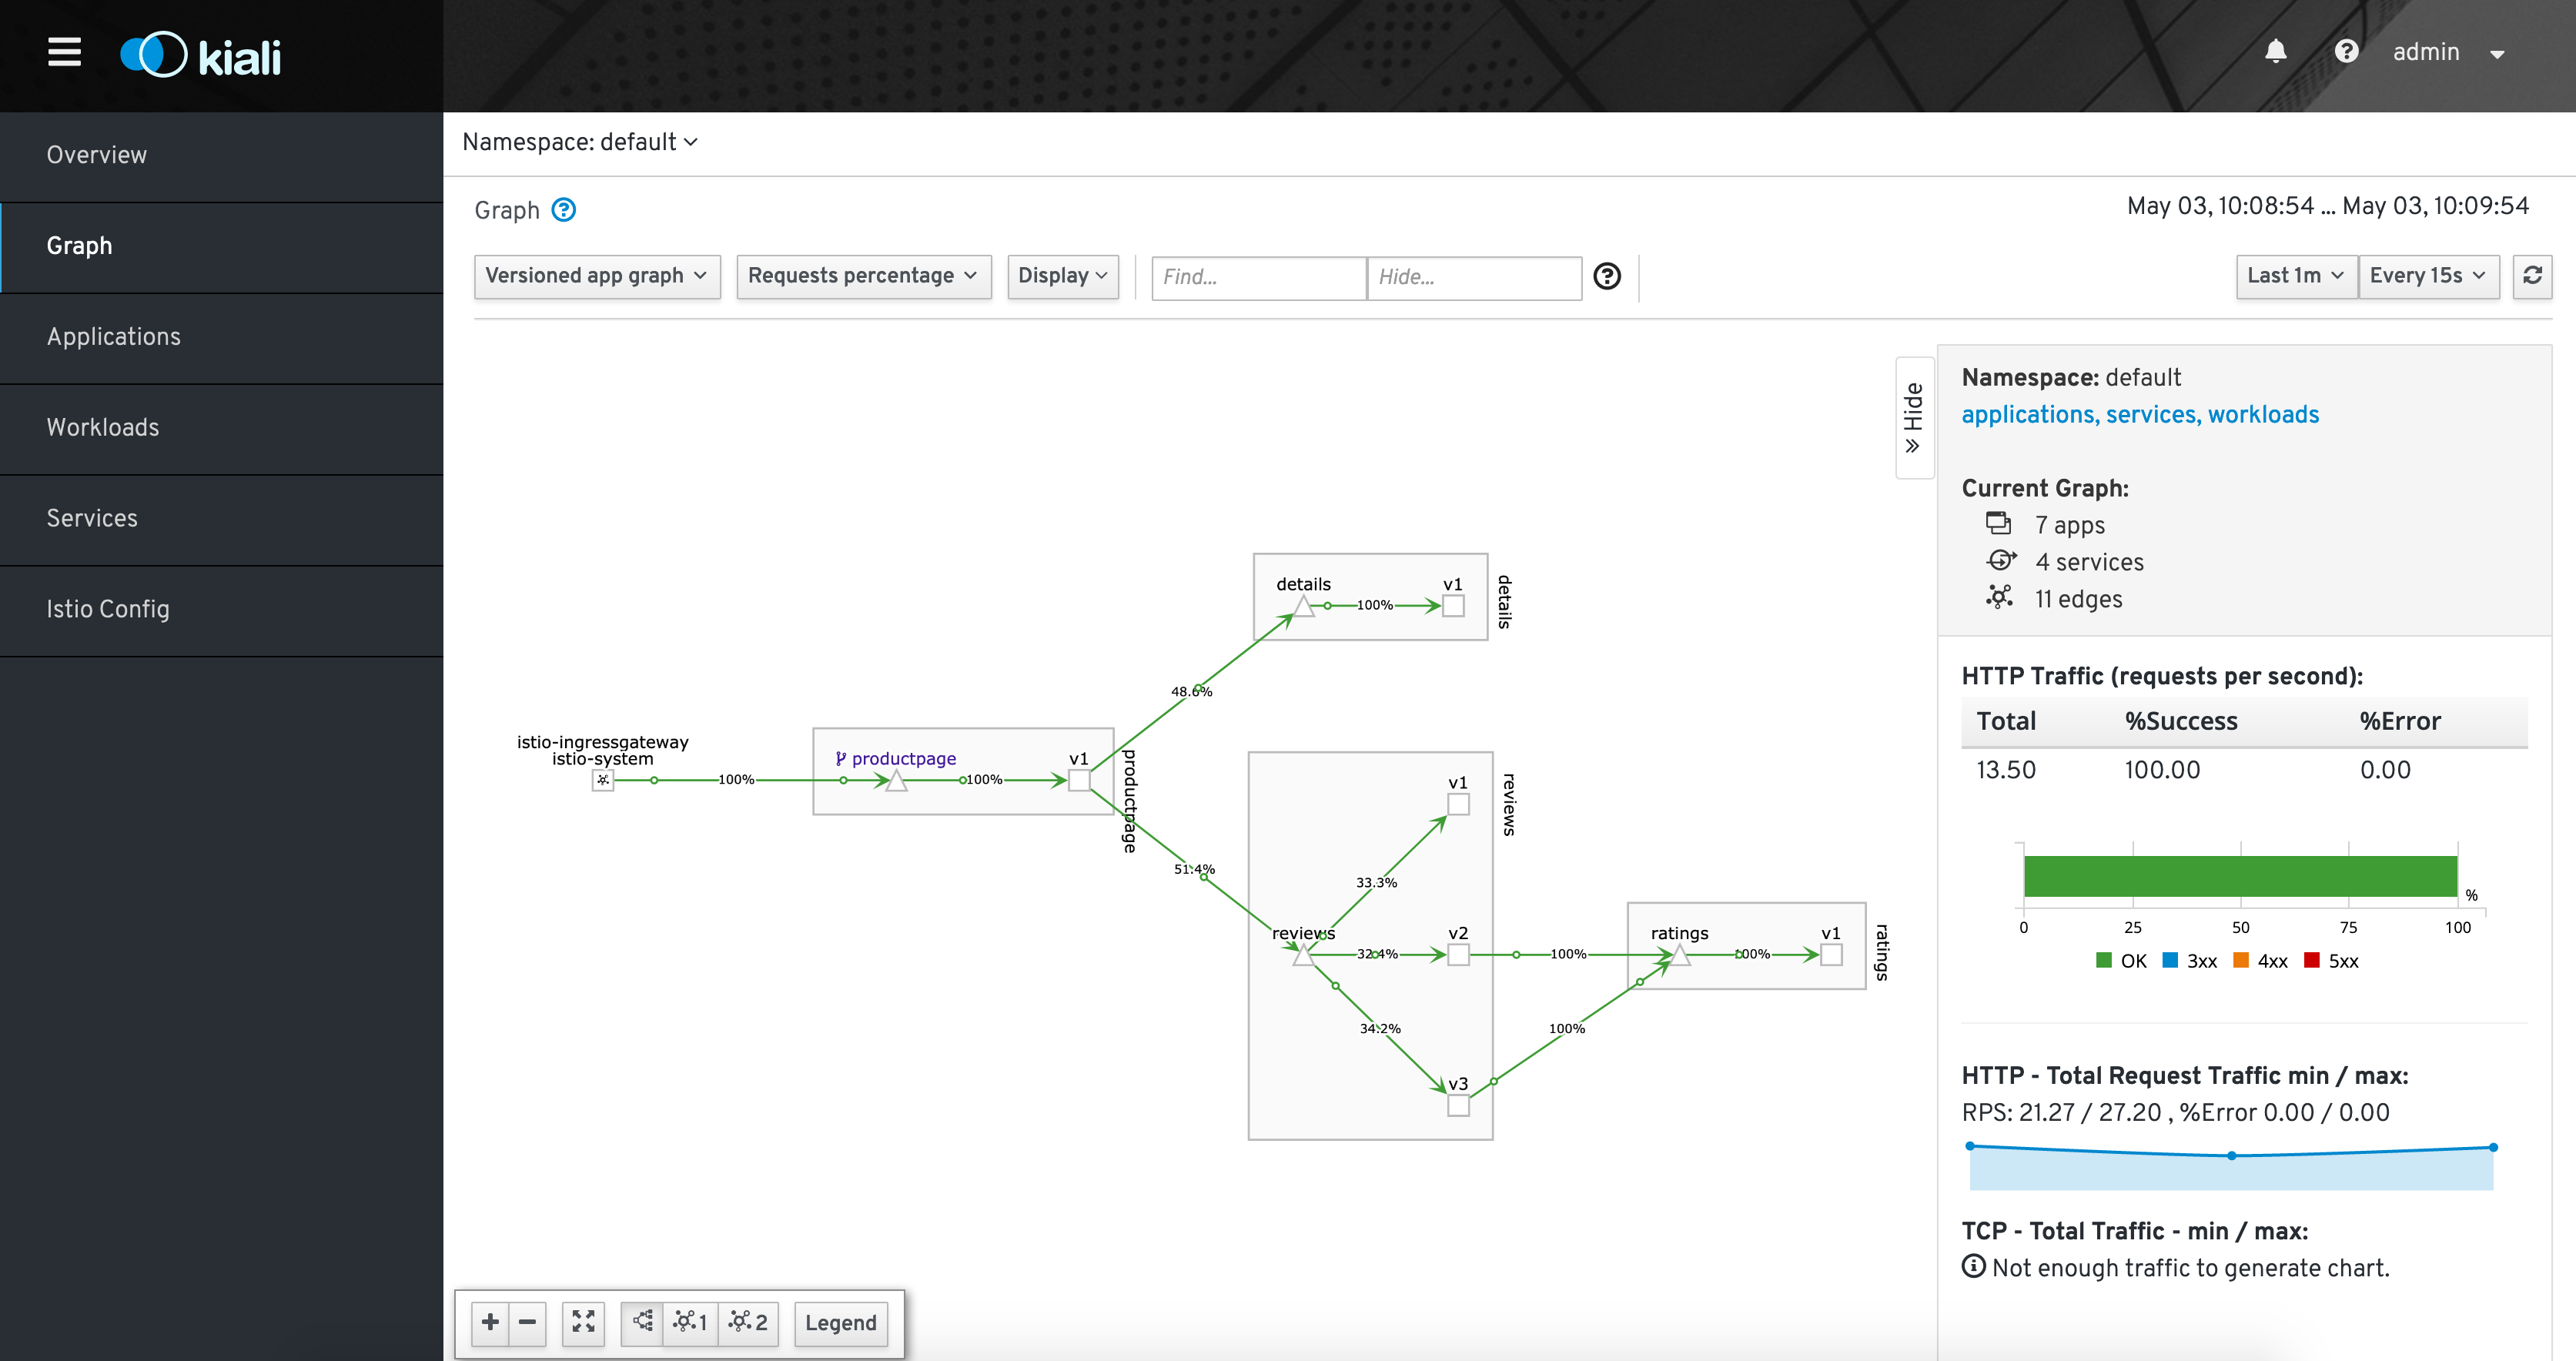 kiali
admin
Overview
Graph
Applications
Workloads
Services
Istio Config
Namespace: default
Graph
May 03, 10:08:54 ... May 03, 10:09:54
Versioned app graph
Requests percentage
Display
Find...
Hide...
Last 1m
Every 15s
Hide
details
v1
100%
details
48.6%
istio-ingressgateway
istio-system
100%
productpage
100%
v1
productpage
51.4%
v1
reviews
33.3%
reviews
32.4%
v2
100%
ratings
100%
v1
ratings
34.2%
100%
v3
Legend
1
2
Namespace: default
applications, services, workloads
Current Graph:
7 apps
4 services
11 edges
HTTP Traffic (requests per second):
Total %Success %Error
13.50 100.00 0.00
%
0 25 50 75 100
OK 3xx 4xx 5xx
HTTP - Total Request Traffic min / max:
RPS: 21.27 / 27.20 , %Error 0.00 / 0.00
TCP - Total Traffic - min / max:
Not enough traffic to generate chart.